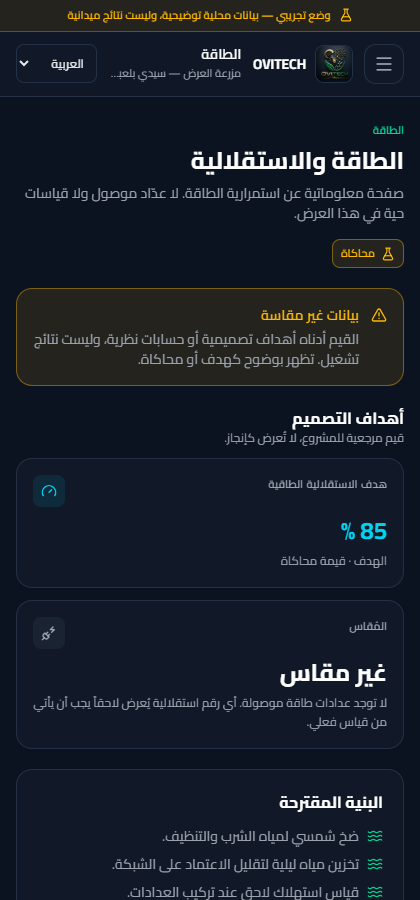 وضع تجريبي — بيانات محلية توضيحية، وليست نتائج ميدانية
OVITECH
OVITECH
الطاقة
مزرعة العرض — سيدي بلعبـ...
العربية
الطاقة
الطاقة والاستقلالية
صفحة معلوماتية عن استمرارية الطاقة. لا عدّاد موصول ولا قياسات
حية في هذا العرض.
محاكاة
بيانات غير مقاسة
القيم أدناه أهداف تصميمية أو حسابات نظرية، وليست نتائج
تشغيل. تظهر بوضوح كهدف أو محاكاة.
أهداف التصميم
قيم مرجعية للمشروع، لا تُعرض كإنجاز.
هدف الاستقلالية الطاقية
85 %
الهدف · قيمة محاكاة
المُقاس
غير مقاس
لا توجد عدادات طاقة موصولة. أي رقم استقلالية يُعرض لاحقاً يجب أن يأتي
من قياس فعلي.
البنية المقترحة
ضخ شمسي لمياه الشرب والتنظيف.
تخزين مياه ليلية لتقليل الاعتماد على الشبكة.
قياس استهلاك لاحق عند تركيب العدادات.